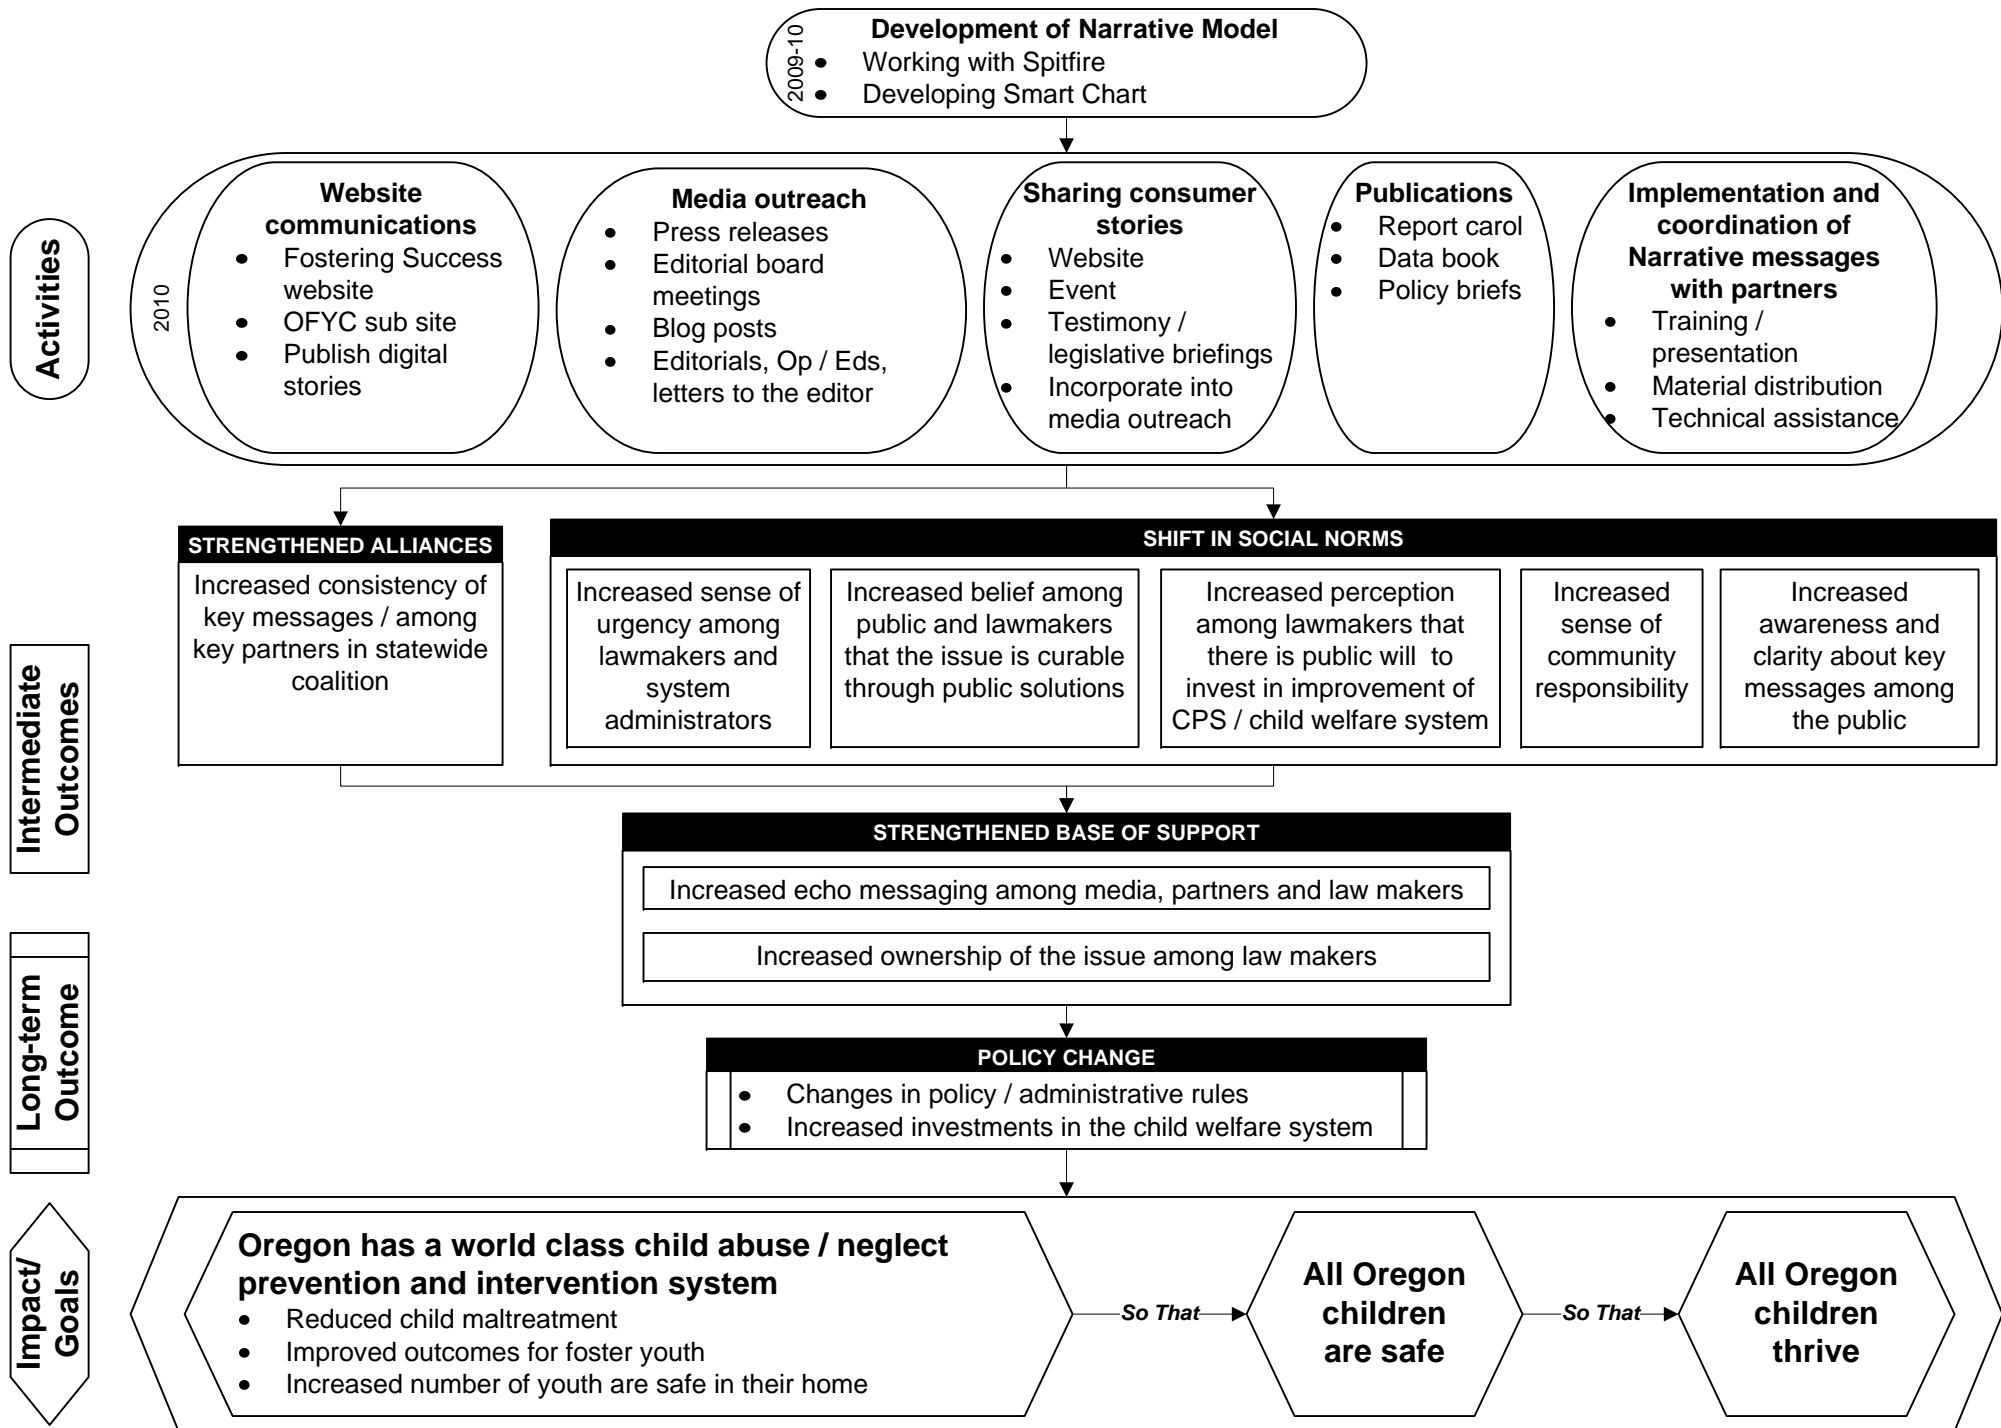 Development of Narrative Model
2009-10
• Working with Spitfire
• Developing Smart Chart
Activities
2010
Website
communications
• Fostering Success
website
• OFYC sub site
• Publish digital
stories
Media outreach
• Press releases
• Editorial board
meetings
• Blog posts
• Editorials, Op / Eds,
letters to the editor
Sharing consumer
stories
• Website
• Event
• Testimony /
legislative briefings
• Incorporate into
media outreach
Publications
• Report carol
• Data book
• Policy briefs
Implementation and
coordination of
Narrative messages
with partners
• Training /
presentation
• Material distribution
• Technical assistance
Intermediate
Outcomes
STRENGTHENED ALLIANCES
Increased consistency of
key messages / among
key partners in statewide
coalition
SHIFT IN SOCIAL NORMS
Increased sense of
urgency among
lawmakers and
system
administrators
Increased belief among
public and lawmakers
that the issue is curable
through public solutions
Increased perception
among lawmakers that
there is public will to
invest in improvement of
CPS / child welfare system
Increased
sense of
community
responsibility
Increased
awareness and
clarity about key
messages among
the public
STRENGTHENED BASE OF SUPPORT
Increased echo messaging among media, partners and law makers
Increased ownership of the issue among law makers
Long-term
Outcome
POLICY CHANGE
• Changes in policy / administrative rules
• Increased investments in the child welfare system
Impact/
Goals
Oregon has a world class child abuse / neglect
prevention and intervention system
• Reduced child maltreatment
• Improved outcomes for foster youth
• Increased number of youth are safe in their home
So That
All Oregon
children
are safe
So That
All Oregon
children
thrive